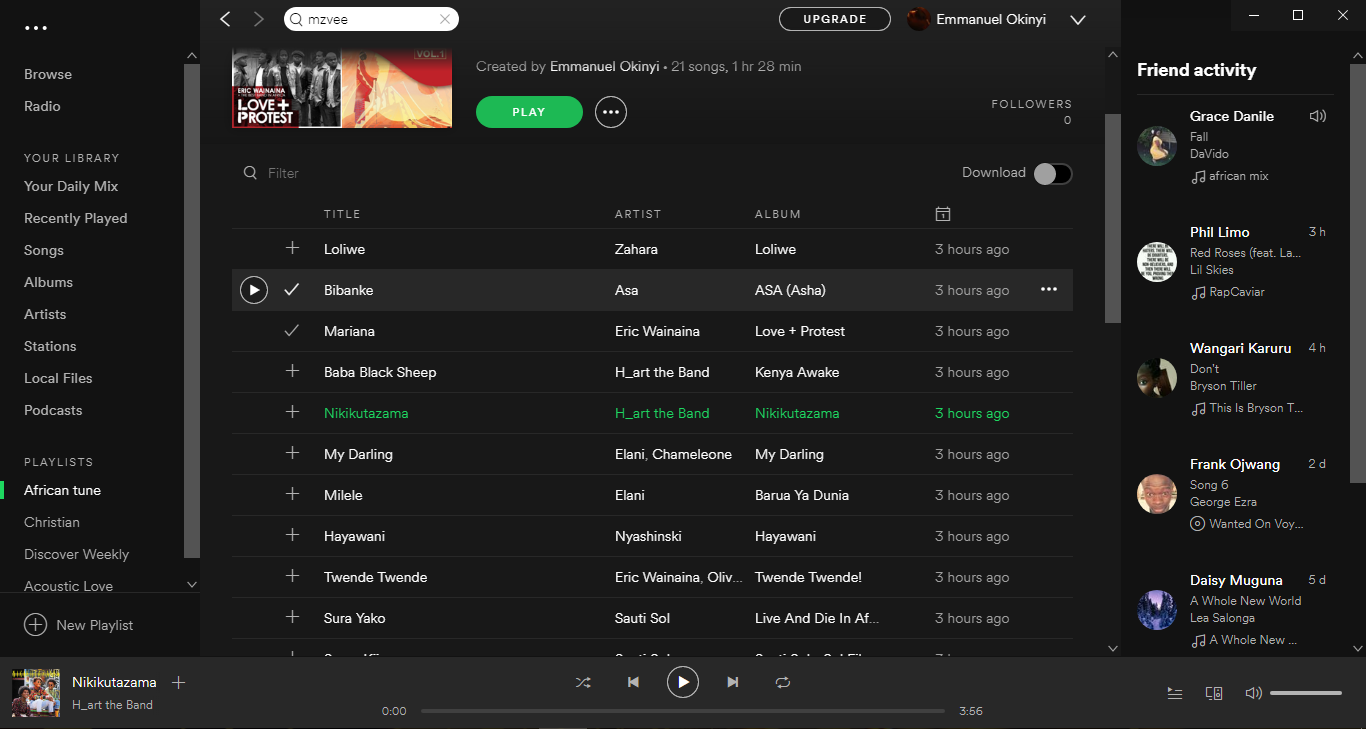 mzvee
UPGRADE
Emmanuel Okinyi
Browse
Radio
YOUR LIBRARY
Your Daily Mix
Recently Played
Songs
Albums
Artists
Stations
Local Files
Podcasts
PLAYLISTS
African tune
Christian
Discover Weekly
Acoustic Love
New Playlist
VOL.1
ERIC WAINAINA
LOVE+
PROTEST
Created by Emmanuel Okinyi • 21 songs, 1 hr 28 min
PLAY
FOLLOWERS
0
Filter
Download
TITLE ARTIST ALBUM
Loliwe Zahara Loliwe 3 hours ago
Bibanke Asa ASA (Asha) 3 hours ago
Mariana Eric Wainaina Love + Protest 3 hours ago
Baba Black Sheep H_art the Band Kenya Awake 3 hours ago
Nikikutazama H_art the Band Nikikutazama 3 hours ago
My Darling Elani, Chameleone My Darling 3 hours ago
Milele Elani Barua Ya Dunia 3 hours ago
Hayawani Nyashinski Hayawani 3 hours ago
Twende Twende Eric Wainaina, Oliv... Twende Twende! 3 hours ago
Sura Yako Sauti Sol Live And Die In Af... 3 hours ago
Friend activity
Grace Danile
Fall
DaVido
african mix
Phil Limo 3 h
Red Roses (feat. La...
Lil Skies
RapCaviar
Wangari Karuru 4 h
Don't
Bryson Tiller
This Is Bryson T...
Frank Ojwang 2 d
Song 6
George Ezra
Wanted On Voy...
Daisy Muguna 5 d
A Whole New World
Lea Salonga
A Whole New ...
Nikikutazama
H_art the Band
0:00
3:56